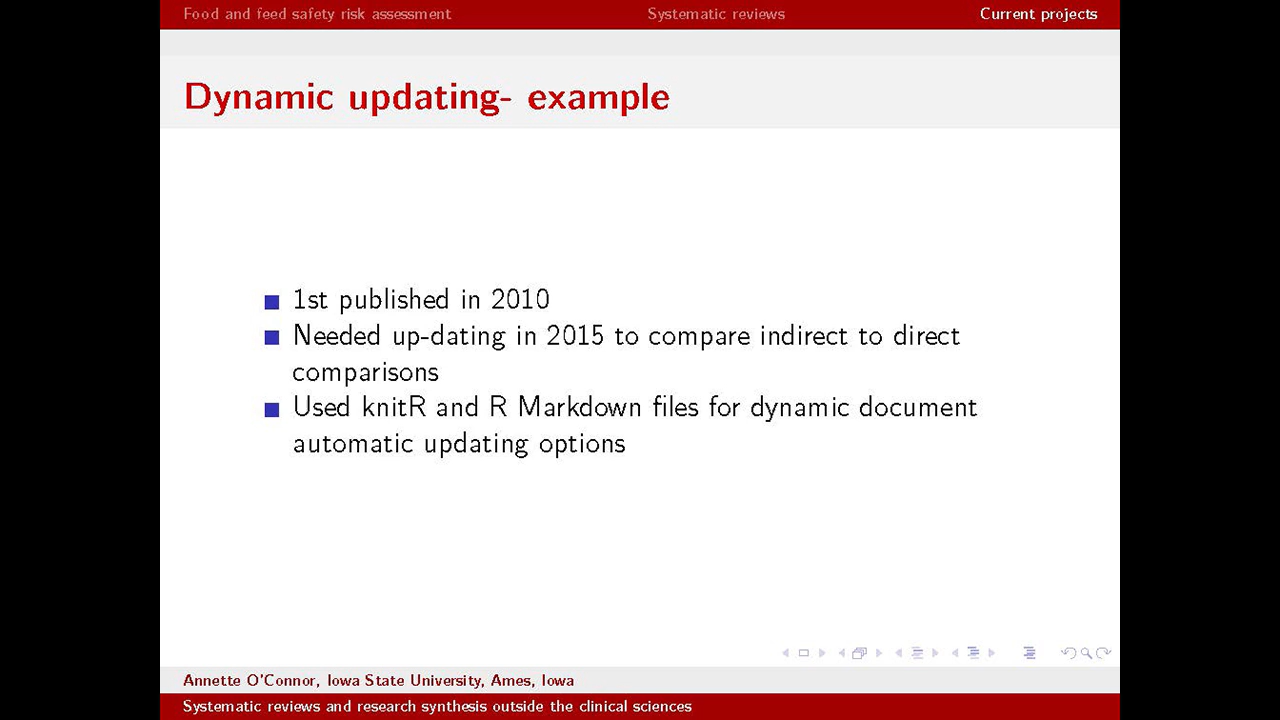 Food and feed safety risk assessment Systematic reviews Current projects
Dynamic updating- example
1st published in 2010
Needed up-dating in 2015 to compare indirect to direct
comparisons
Used knitR and R Markdown files for dynamic document
automatic updating options
Annette O'Connor, Iowa State University, Ames, Iowa
Systematic reviews and research synthesis outside the clinical sciences